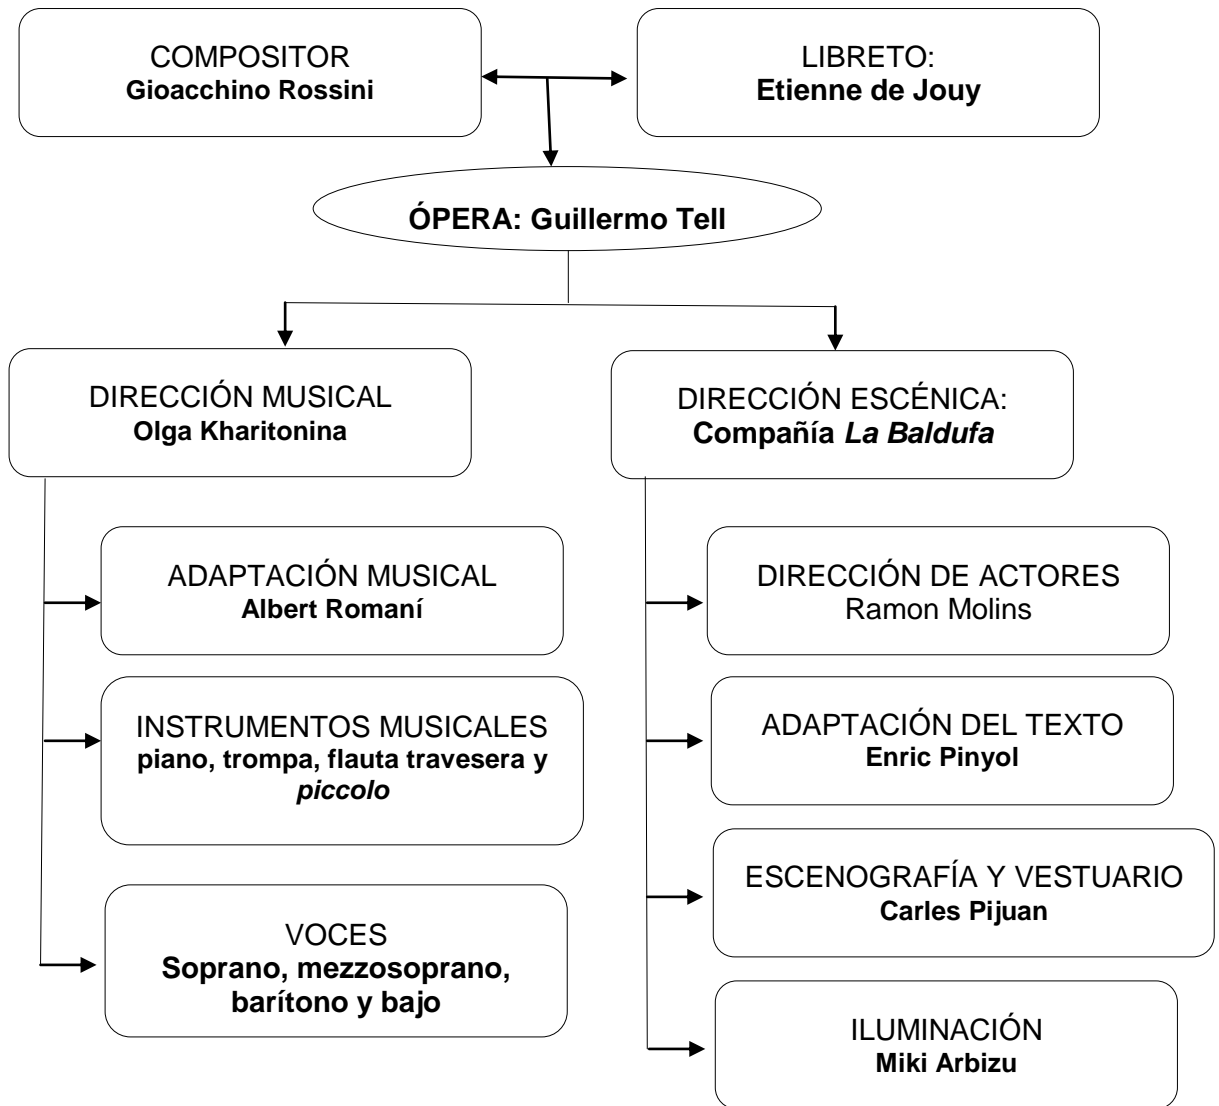 COMPOSITOR
Gioacchino Rossini
LIBRETO:
Etienne de Jouy
ÓPERA: Guillermo Tell
DIRECCIÓN MUSICAL
Olga Kharitonina
DIRECCIÓN ESCÉNICA:
Compañía La Baldufa
ADAPTACIÓN MUSICAL
Albert Romaní
INSTRUMENTOS MUSICALES
piano, trompa, flauta travesera y
piccolo
VOCES
Soprano, mezzosoprano,
barítono y bajo
DIRECCIÓN DE ACTORES
Ramon Molins
ADAPTACIÓN DEL TEXTO
Enric Pinyol
ESCENOGRAFÍA Y VESTUARIO
Carles Pijuan
ILUMINACIÓN
Miki Arbizu